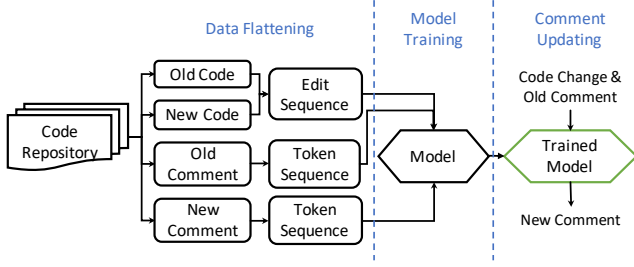 Data Flattening
Model
Training
Comment
Updating
Code
Repository
Old Code
New Code
Edit
Sequence
Old
Comment
Token
Sequence
New
Comment
Token
Sequence
Model
Code Change &
Old Comment
Trained
Model
New Comment